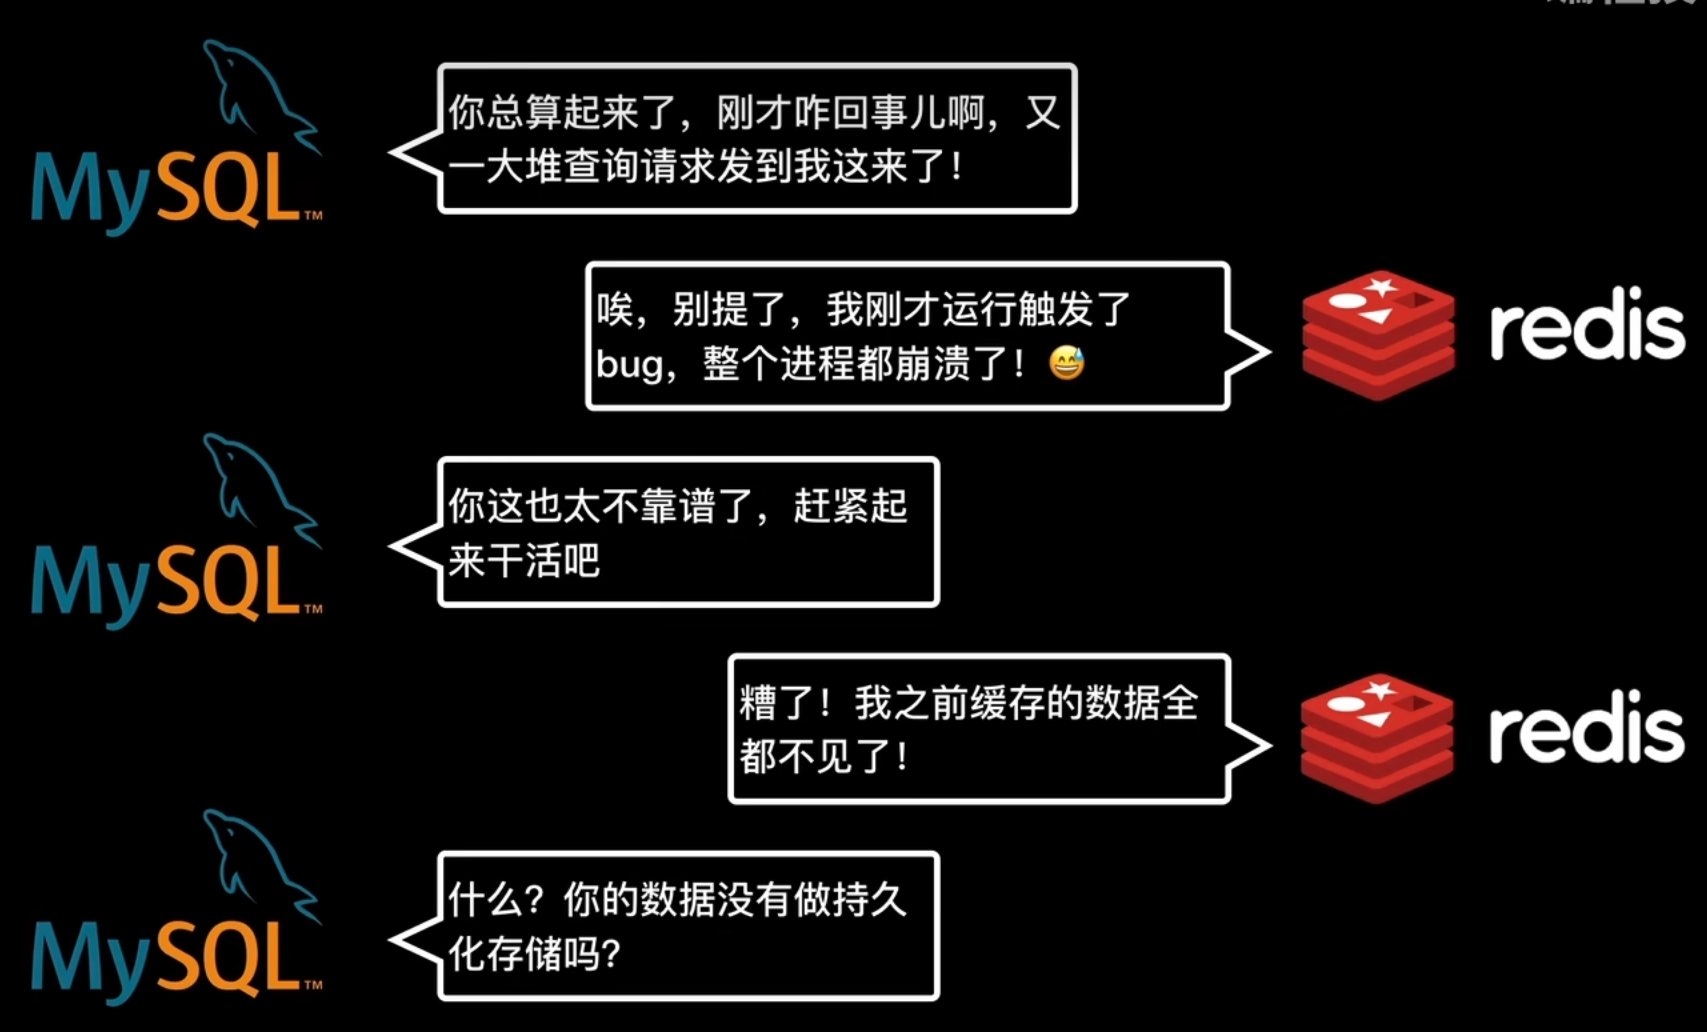 MySQL™
你总算起来了，刚才咋回事儿啊，又
一大堆查询请求发到我这来了！
唉，别提了，我刚才运行触发了
bug，整个进程都崩溃了！😅
redis
MySQL™
你这也太不靠谱了，赶紧起
来干活吧
糟了！我之前缓存的数据全
都不见了！
redis
MySQL™
什么？你的数据没有做持久
化存储吗？